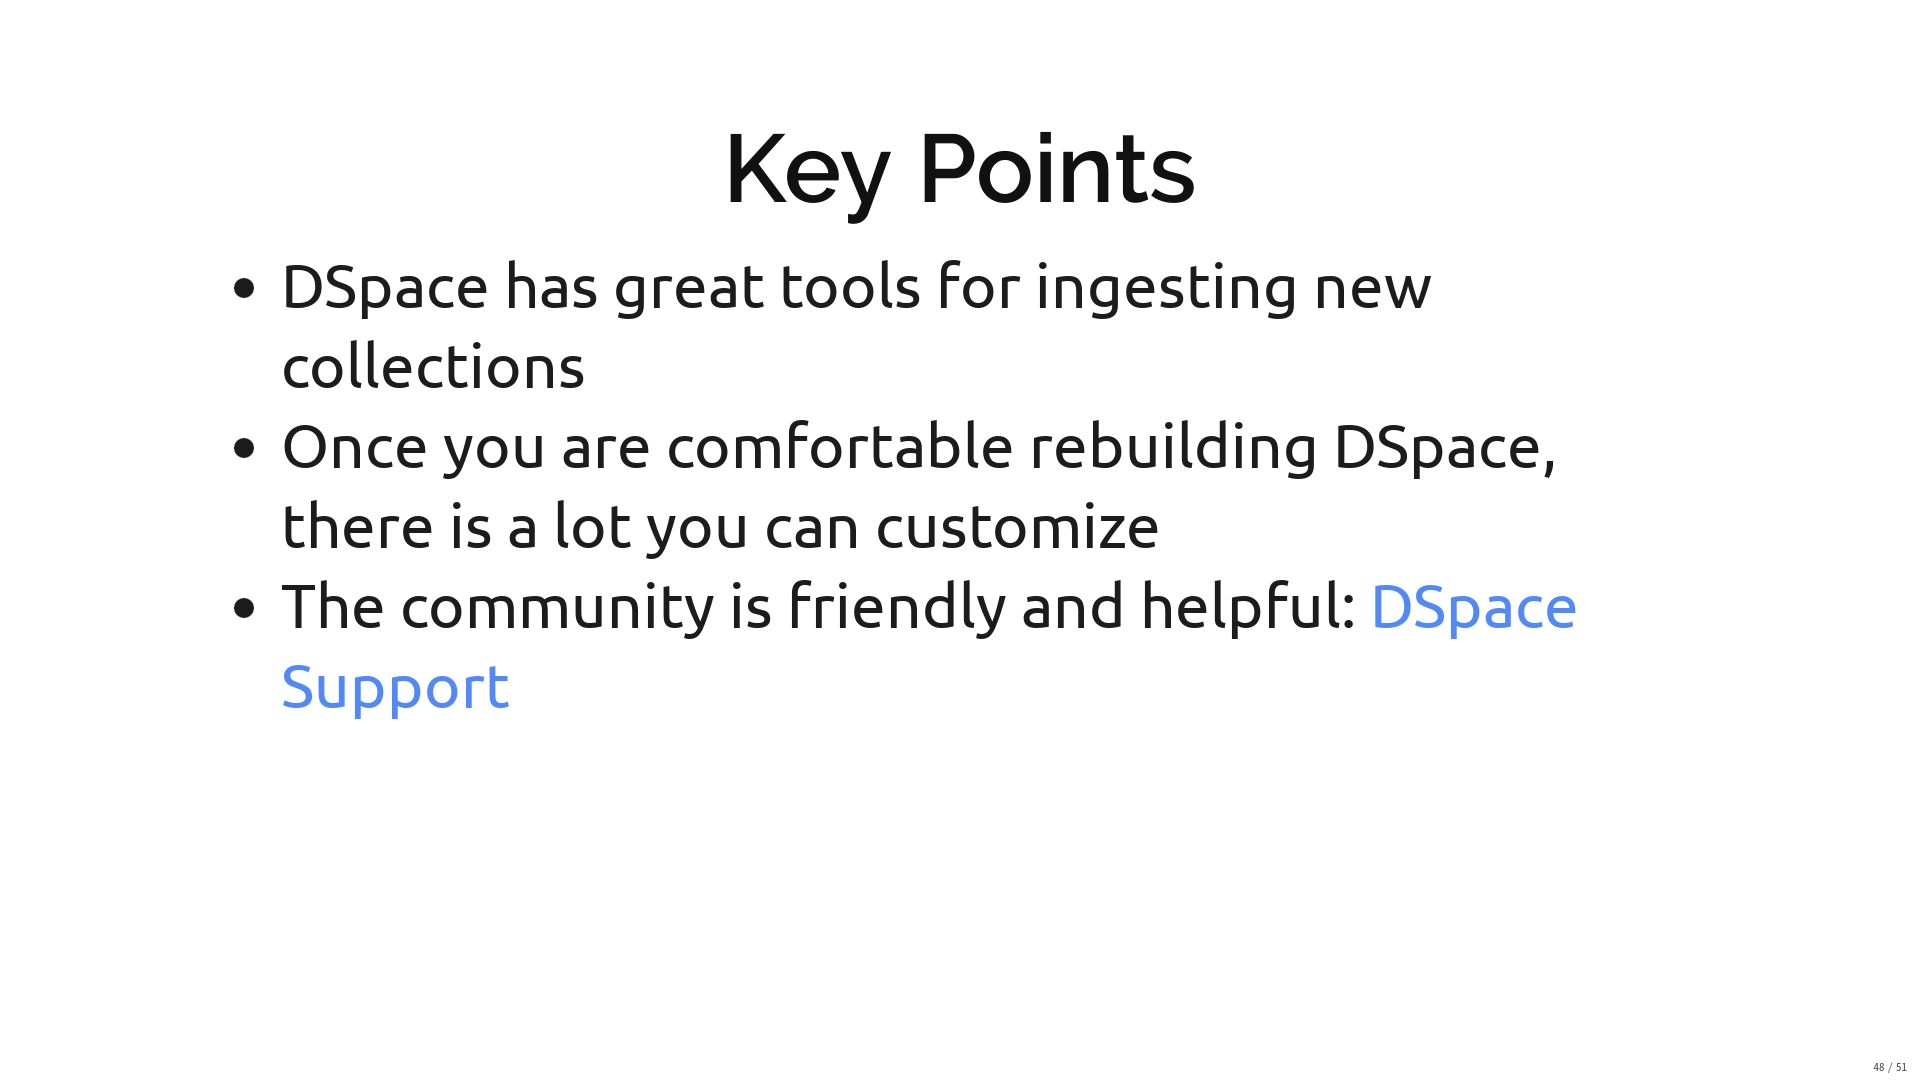 Key Points
• DSpace has great tools for ingesting new
collections
• Once you are comfortable rebuilding DSpace,
there is a lot you can customize
• The community is friendly and helpful: DSpace
Support
48 / 51